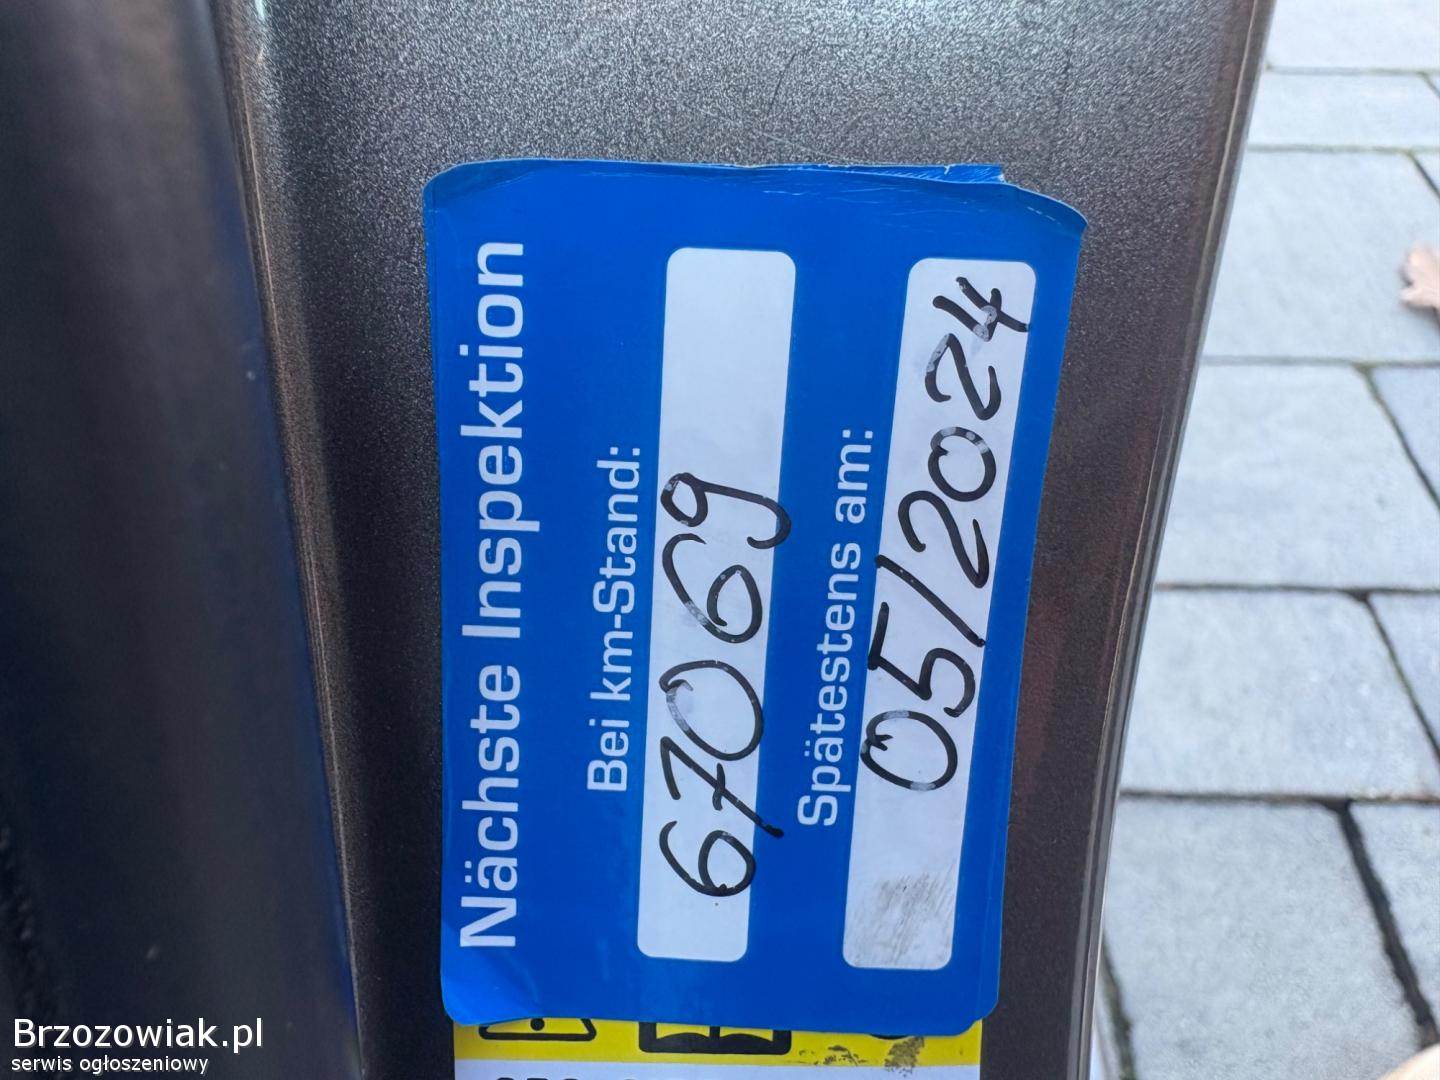 Nächste Inspektion
Bei km-Stand:
67069
Spätestens am:
05/2024
Brzozowiak.pl
serwis ogłoszeniowy